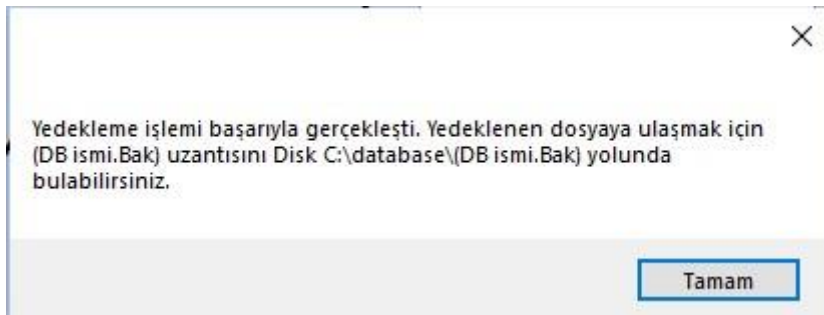 Yedekleme işlemi başarıyla gerçekleşti. Yedeklenen dosyaya ulaşmak için
(DB ismi.Bak) uzantısını Disk C:\database\(DB ismi.Bak) yolunda
bulabilirsiniz.
Tamam